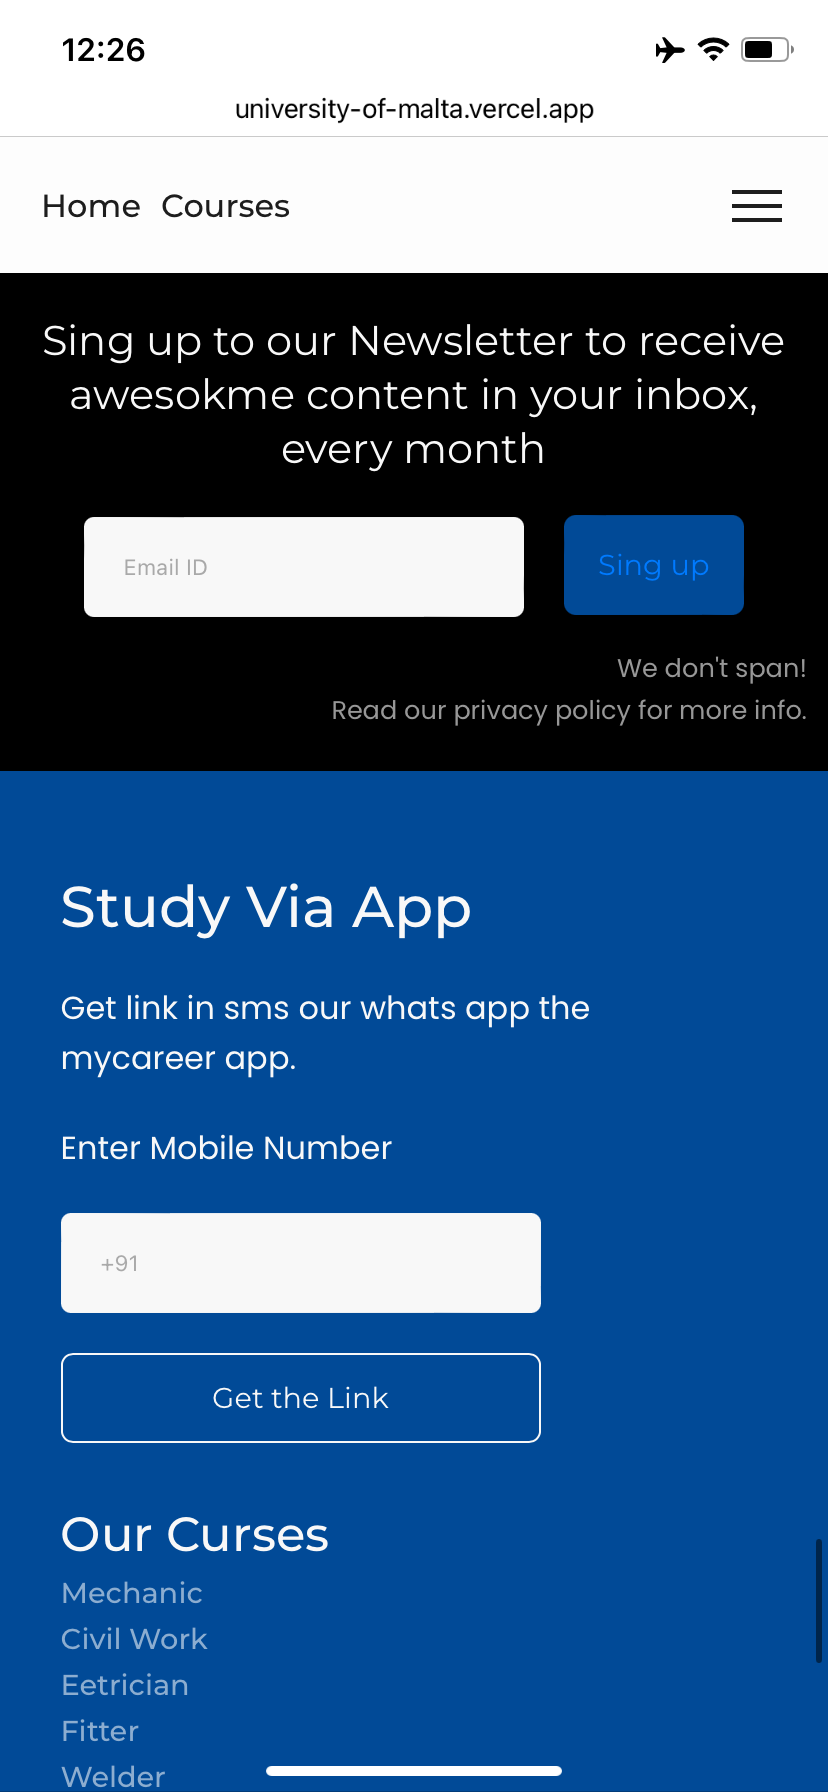 12:26
university-of-malta.vercel.app
Home Courses
Sing up to our Newsletter to receive
awesokme content in your inbox,
every month
Email ID
Sing up
We don't span!
Read our privacy policy for more info.
Study Via App
Get link in sms our whats app the
mycareer app.
Enter Mobile Number
+91
Get the Link
Our Curses
Mechanic
Civil Work
Eetrician
Fitter
Welder